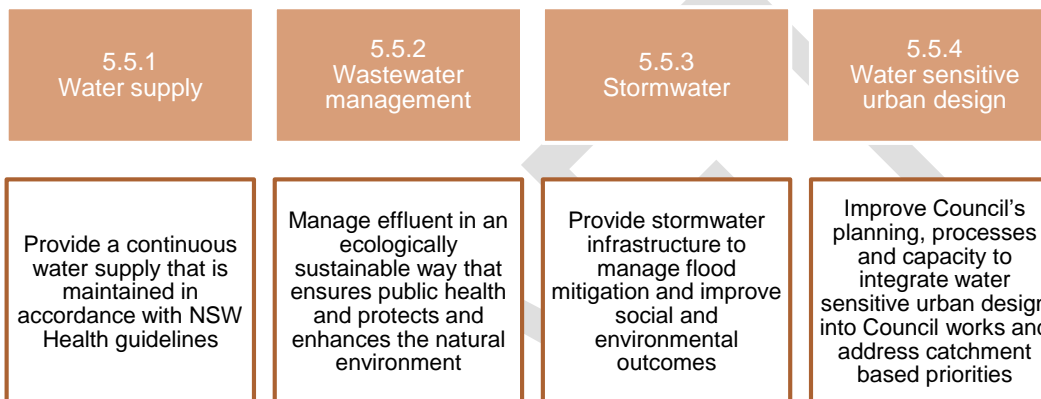 5.5.1
Water supply
5.5.2
Wastewater
management
5.5.3
Stormwater
5.5.4
Water sensitive
urban design
Provide a continuous
water supply that is
maintained in
accordance with NSW
Health guidelines
Manage effluent in an
ecologically
sustainable way that
ensures public health
and protects and
enhances the natural
environment
Provide stormwater
infrastructure to
manage flood
mitigation and improve
social and
environmental
outcomes
Improve Council’s
planning, processes
and capacity to
integrate water
sensitive urban design
into Council works and
address catchment
based priorities